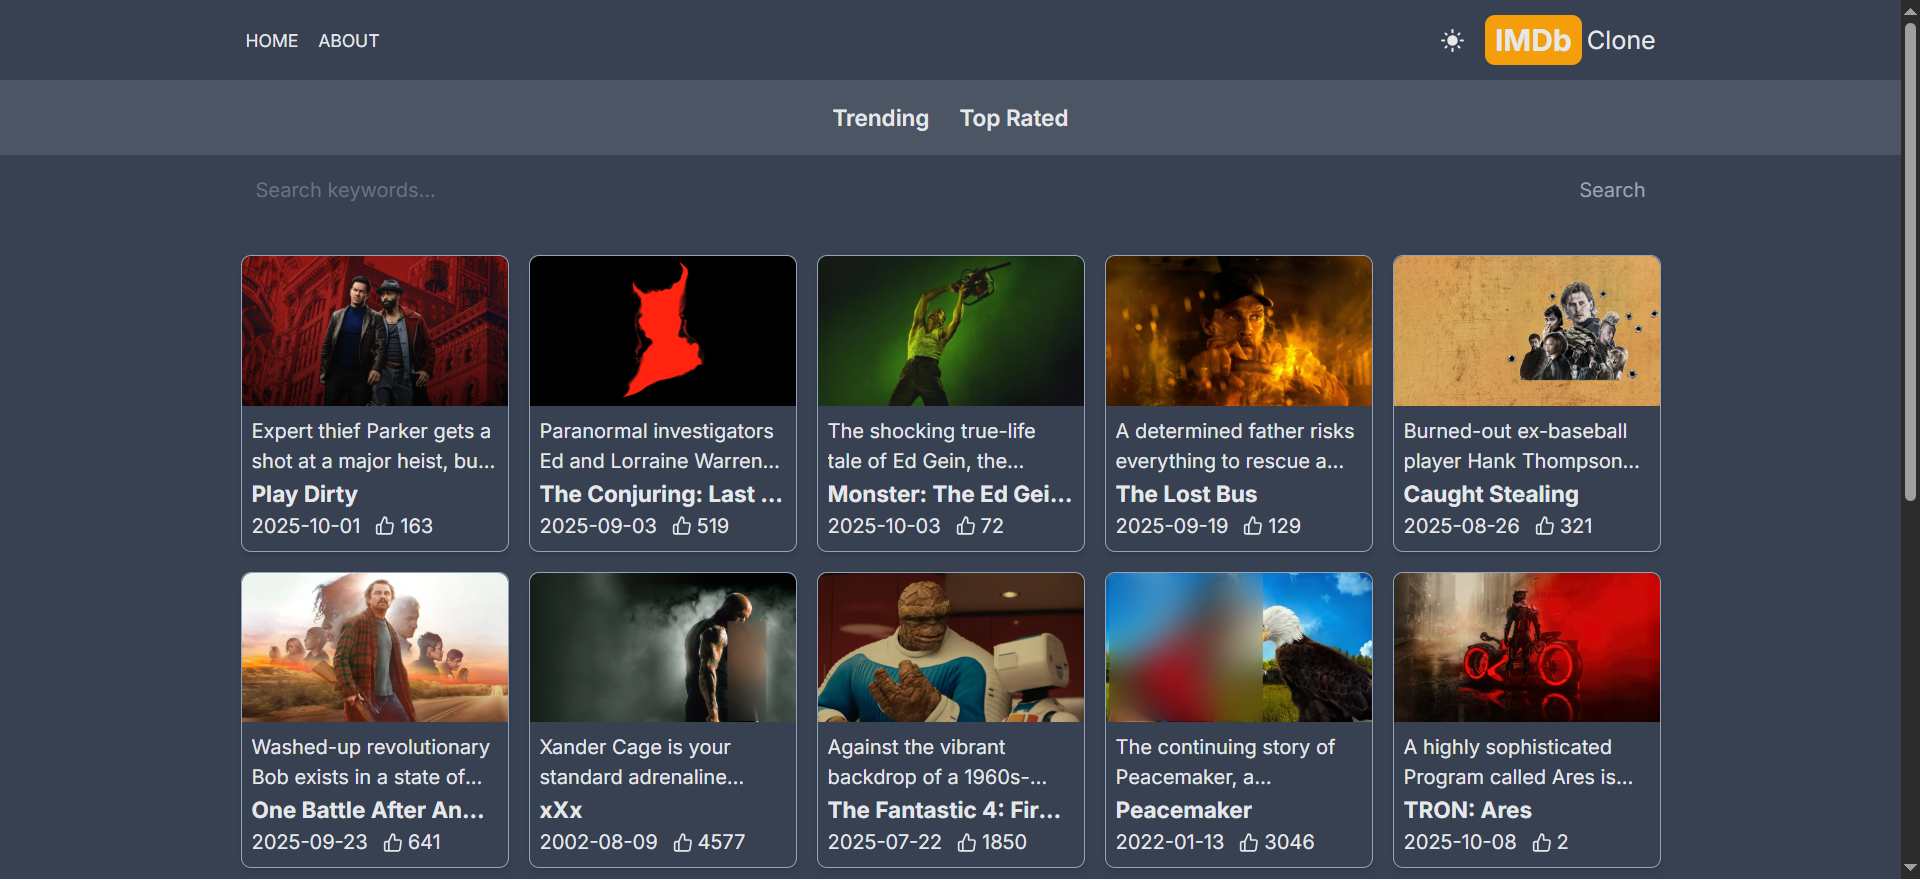 HOME ABOUT IMDb Clone
Trending Top Rated
Search keywords... Search
Expert thief Parker gets a
shot at a major heist, bu...
Play Dirty
2025-10-01 163
Paranormal investigators
Ed and Lorraine Warren...
The Conjuring: Last ...
2025-09-03 519
The shocking true-life
tale of Ed Gein, the...
Monster: The Ed Gei...
2025-10-03 72
A determined father risks
everything to rescue a...
The Lost Bus
2025-09-19 129
Burned-out ex-baseball
player Hank Thompson...
Caught Stealing
2025-08-26 321
Washed-up revolutionary
Bob exists in a state of...
One Battle After An...
2025-09-23 641
Xander Cage is your
standard adrenaline...
xXx
2002-08-09 4577
Against the vibrant
backdrop of a 1960s-...
The Fantastic 4: Fir...
2025-07-22 1850
The continuing story of
Peacemaker, a...
Peacemaker
2022-01-13 3046
A highly sophisticated
Program called Ares is...
TRON: Ares
2025-10-08 2